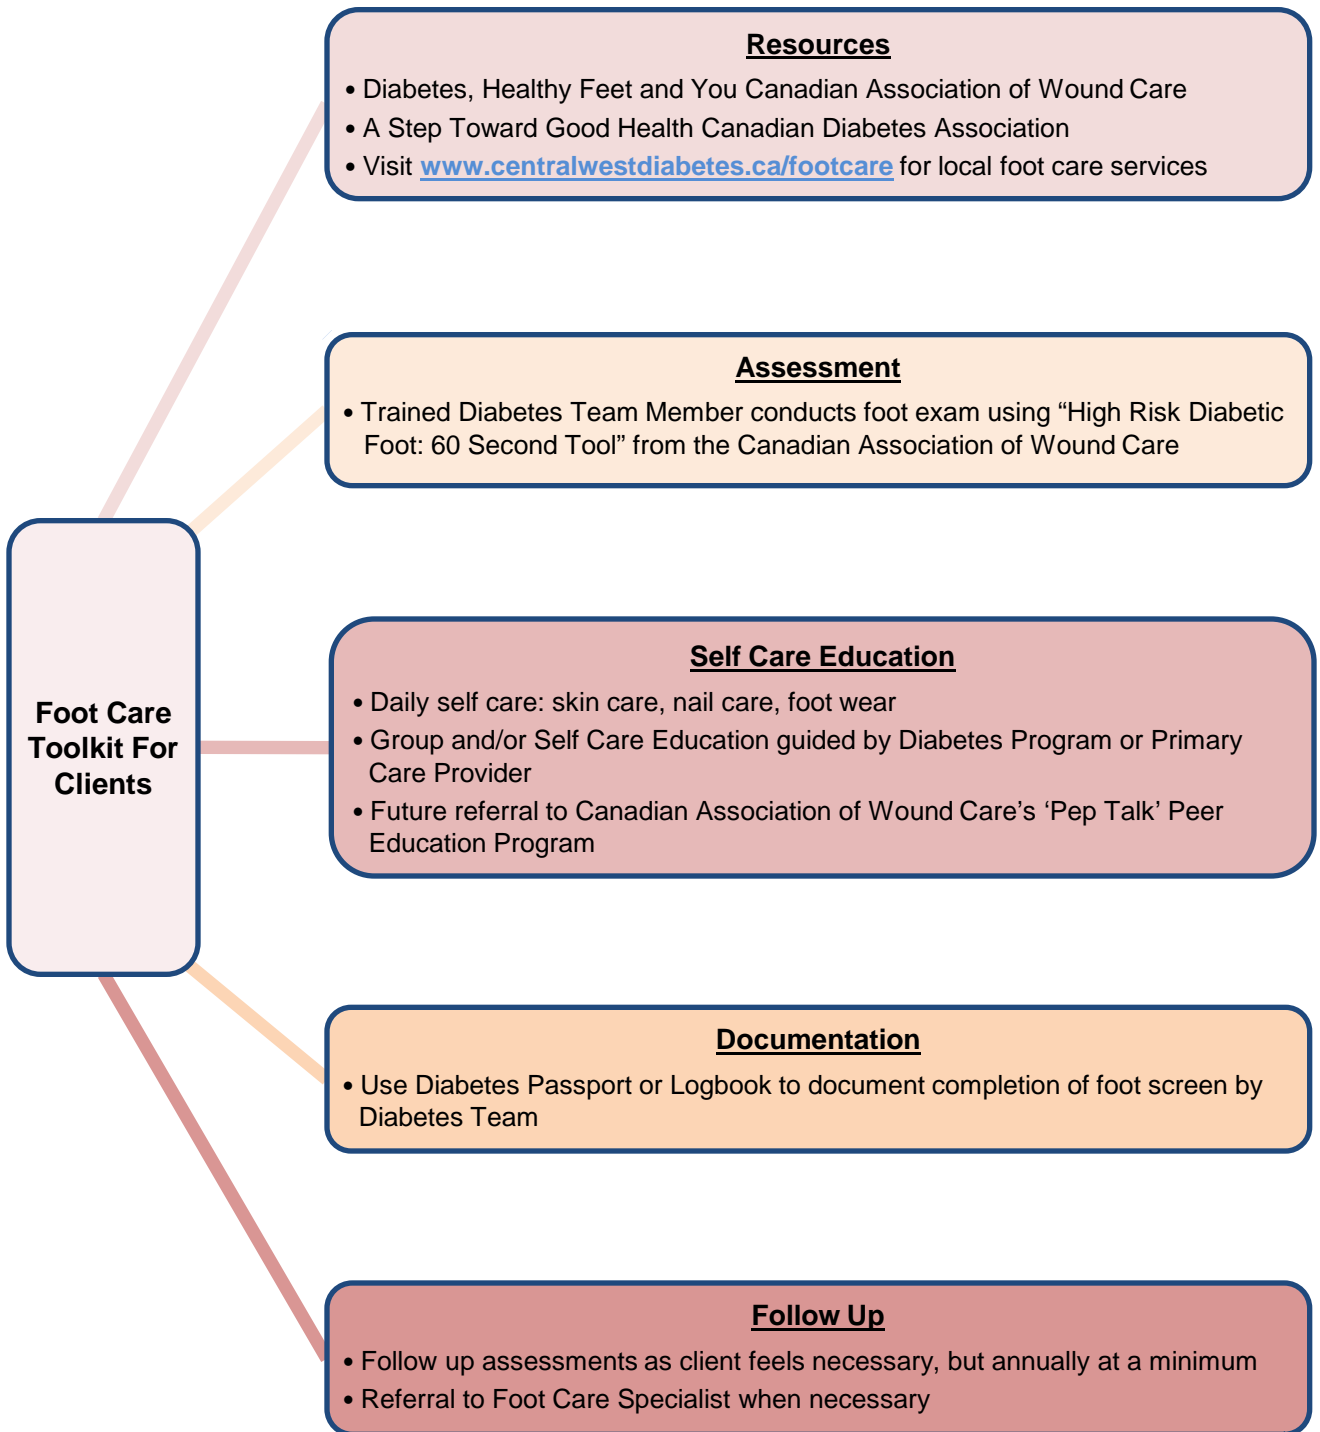 Resources
• Diabetes, Healthy Feet and You Canadian Association of Wound Care
• A Step Toward Good Health Canadian Diabetes Association
• Visit www.centralwestdiabetes.ca/footcare for local foot care services
Assessment
• Trained Diabetes Team Member conducts foot exam using “High Risk Diabetic
Foot: 60 Second Tool” from the Canadian Association of Wound Care
Foot Care
Toolkit For
Clients
Self Care Education
• Daily self care: skin care, nail care, foot wear
• Group and/or Self Care Education guided by Diabetes Program or Primary
Care Provider
• Future referral to Canadian Association of Wound Care’s ‘Pep Talk’ Peer
Education Program
Documentation
• Use Diabetes Passport or Logbook to document completion of foot screen by
Diabetes Team
Follow Up
• Follow up assessments as client feels necessary, but annually at a minimum
• Referral to Foot Care Specialist when necessary